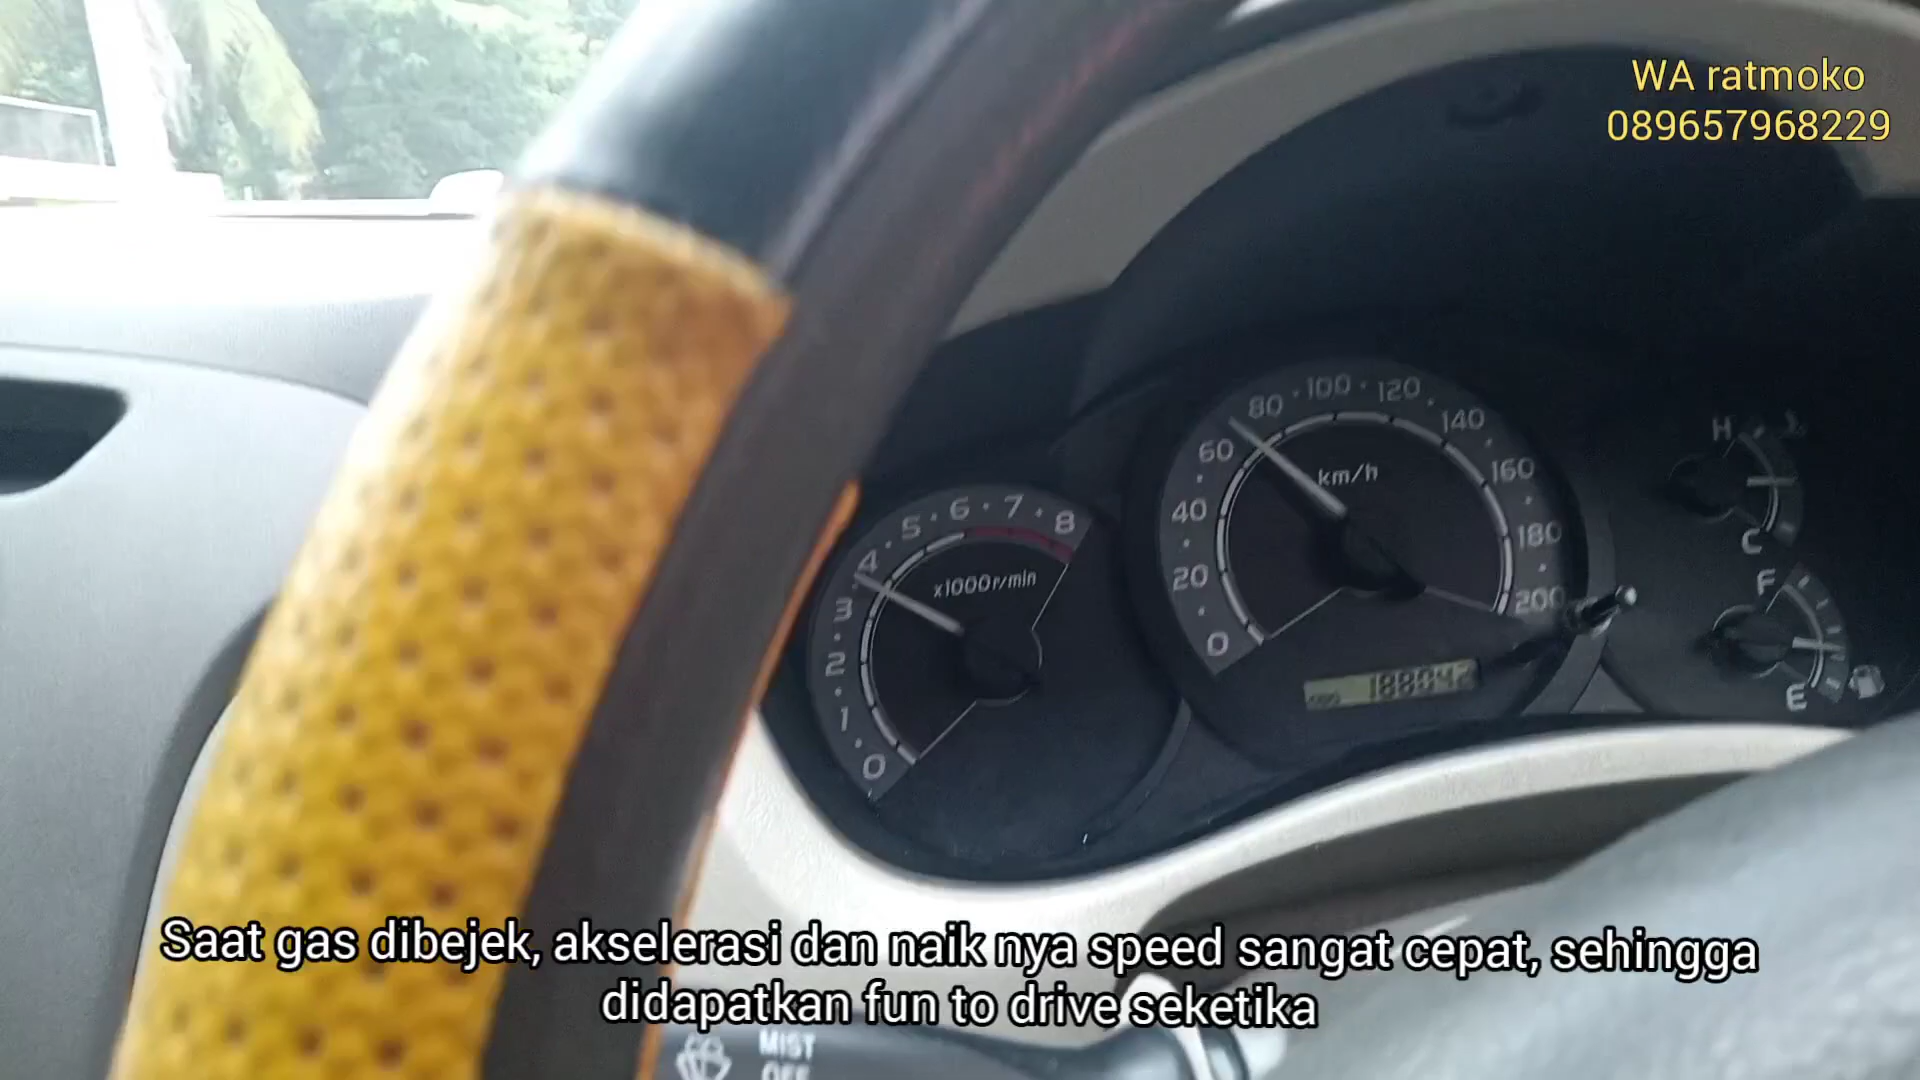 WA ratmoko
089657968229
80 · 100 · 120
60
140
km/h
160
H
40
5 · 6 · 7 · 8
180
C
4
x1000r/min
20
200
F
3
0
2
E
1
0
Saat gas dibejek, akselerasi dan naik nya speed sangat cepat, sehingga
didapatkan fun to drive seketika
MIST
OFF